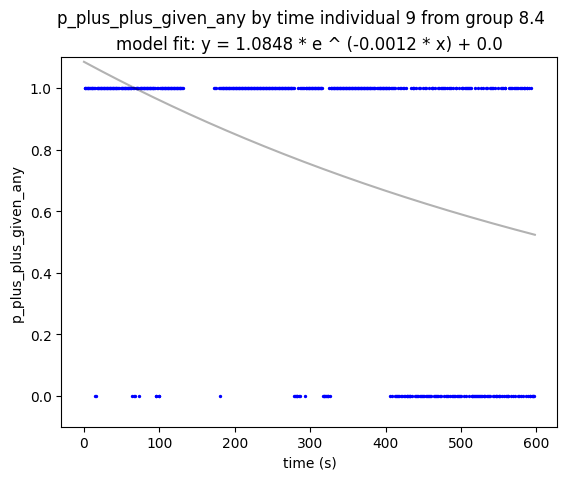 p_plus_plus_given_any by time individual 9 from group 8.4
model fit: y = 1.0848 * e ^ (-0.0012 * x) + 0.0
1.0
0.8
0.6
0.4
0.2
0.0
p_plus_plus_given_any
0 100 200 300 400 500 600
time (s)